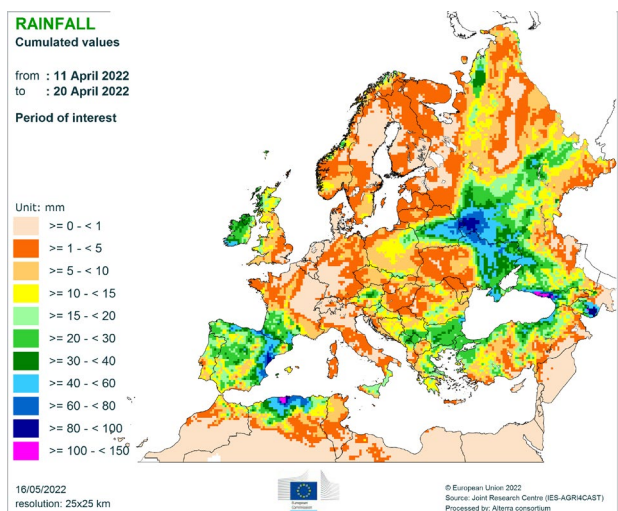 RAINFALL
Cumulated values
from : 11 April 2022
to : 20 April 2022
Period of interest
Unit: mm
>= 0 - < 1
>= 1 - < 5
>= 5 - < 10
>= 10 - < 15
>= 15 - < 20
>= 20 - < 30
>= 30 - < 40
>= 40 - < 60
>= 60 - < 80
>= 80 - < 100
>= 100 - < 150
16/05/2022
resolution: 25x25 km
European
Commission
© European Union 2022
Source: Joint Research Centre (IES-AGRI4CAST)
Processed by: Alterra consortium